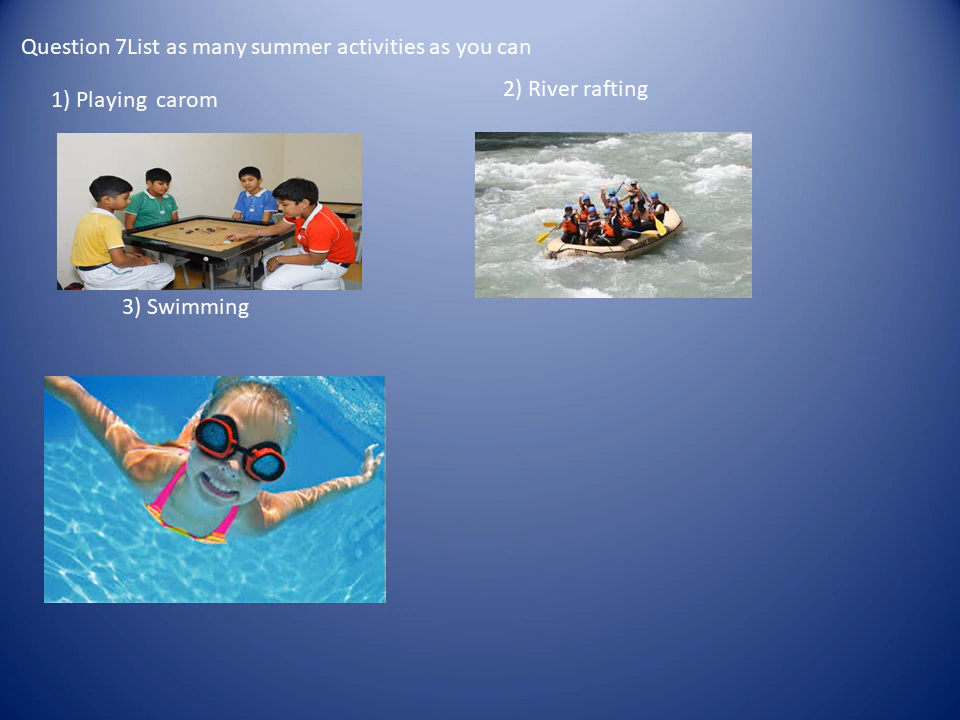 Question 7List as many summer activities as you can
1) Playing carom
2) River rafting
3) Swimming